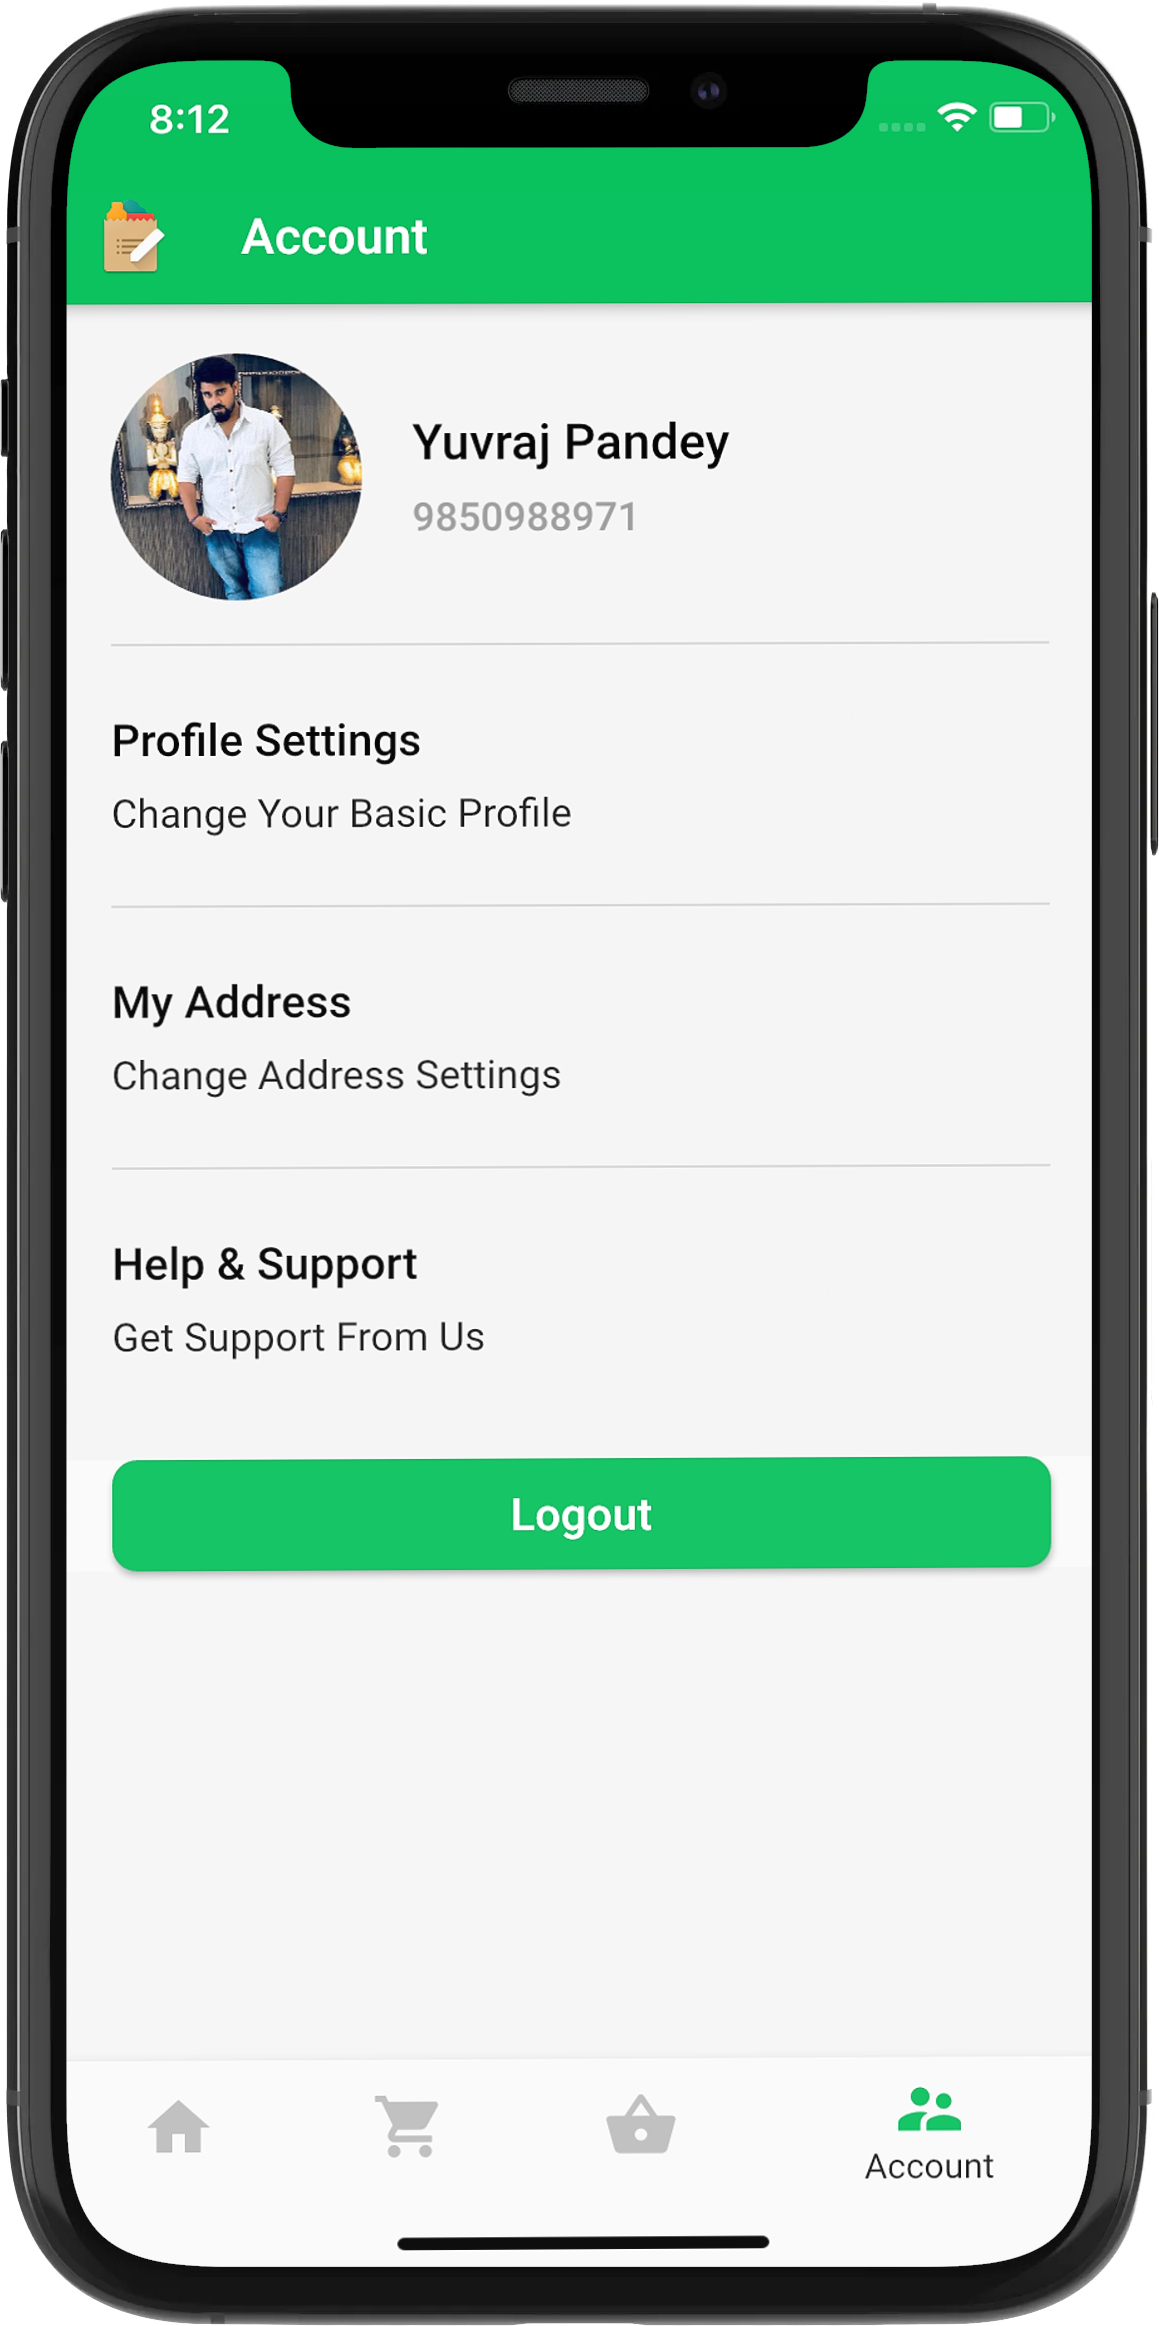 8:12
Account
Yuvraj Pandey
9850988971
Profile Settings
Change Your Basic Profile
My Address
Change Address Settings
Help & Support
Get Support From Us
Logout
Account